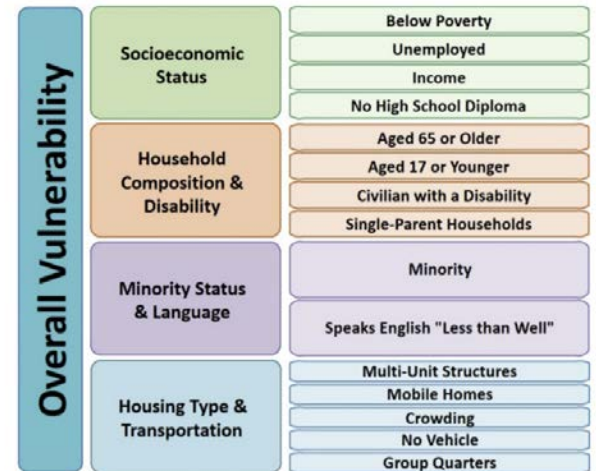 Overall Vulnerability
Socioeconomic
Status
Below Poverty
Unemployed
Income
No High School Diploma
Household
Composition &
Disability
Aged 65 or Older
Aged 17 or Younger
Civilian with a Disability
Single-Parent Households
Minority Status
& Language
Minority
Speaks English "Less than Well"
Housing Type &
Transportation
Multi-Unit Structures
Mobile Homes
Crowding
No Vehicle
Group Quarters